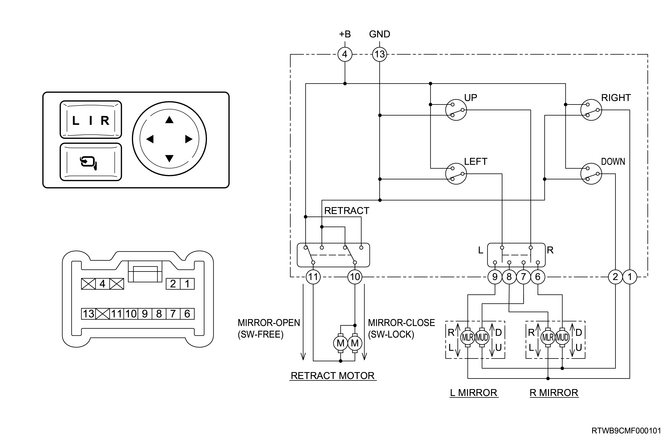 +B GND
4 13
L I R
UP RIGHT
LEFT DOWN
RETRACT
L R
4 2 1
13 11 10 9 8 7 6
11 10 9 8 7 6 2 1
MIRROR-OPEN
(SW-FREE)
MIRROR-CLOSE
(SW-LOCK)
M M
R L MLR MUD D U
R L MLR MUD D U
RETRACT MOTOR
L MIRROR R MIRROR
RTWB9CMF000101